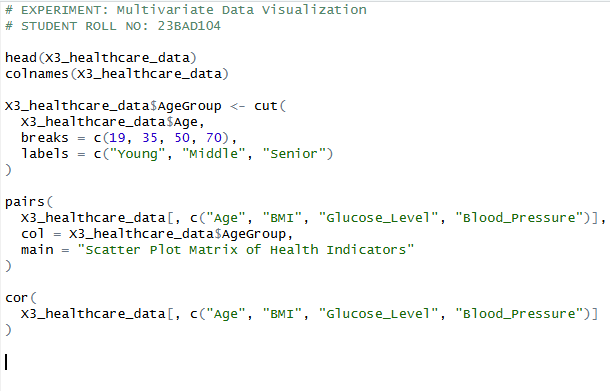 # EXPERIMENT: Multivariate Data Visualization
# STUDENT ROLL NO: 23BAD104
head(X3_healthcare_data)
colnames(X3_healthcare_data)
X3_healthcare_data$AgeGroup <- cut(
X3_healthcare_data$Age,
breaks = c(19, 35, 50, 70),
labels = c("Young", "Middle", "Senior")
)
pairs(
X3_healthcare_data[, c("Age", "BMI", "Glucose_Level", "Blood_Pressure")],
col = X3_healthcare_data$AgeGroup,
main = "Scatter Plot Matrix of Health Indicators"
)
cor(
X3_healthcare_data[, c("Age", "BMI", "Glucose_Level", "Blood_Pressure")]
)